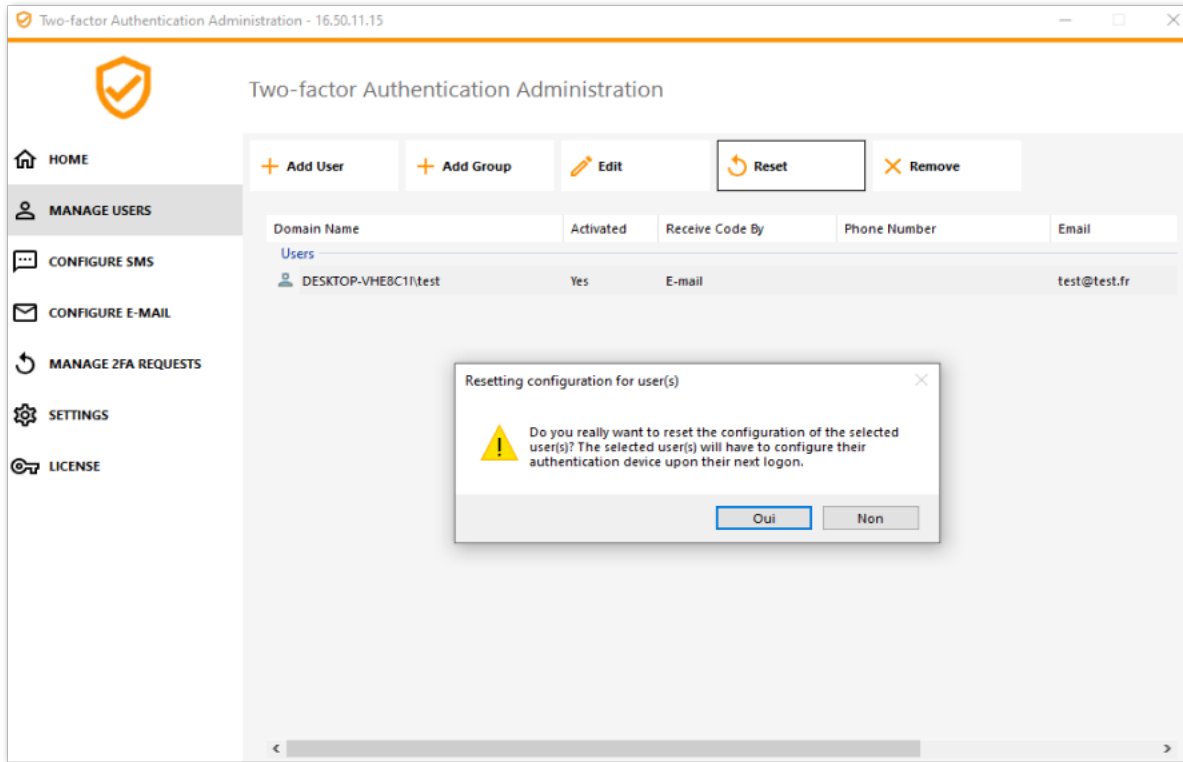 Two-factor Authentication Administration - 16.50.11.15
Two-factor Authentication Administration
HOME
MANAGE USERS
CONFIGURE SMS
CONFIGURE E-MAIL
MANAGE 2FA REQUESTS
SETTINGS
LICENSE
Add User Add Group Edit Reset Remove
Domain Name Activated Receive Code By Phone Number Email
Users
DESKTOP-VHE8C1I\test Yes E-mail test@test.fr
Resetting configuration for user(s)
Do you really want to reset the configuration of the selected
user(s)? The selected user(s) will have to configure their
authentication device upon their next logon.
Oui Non